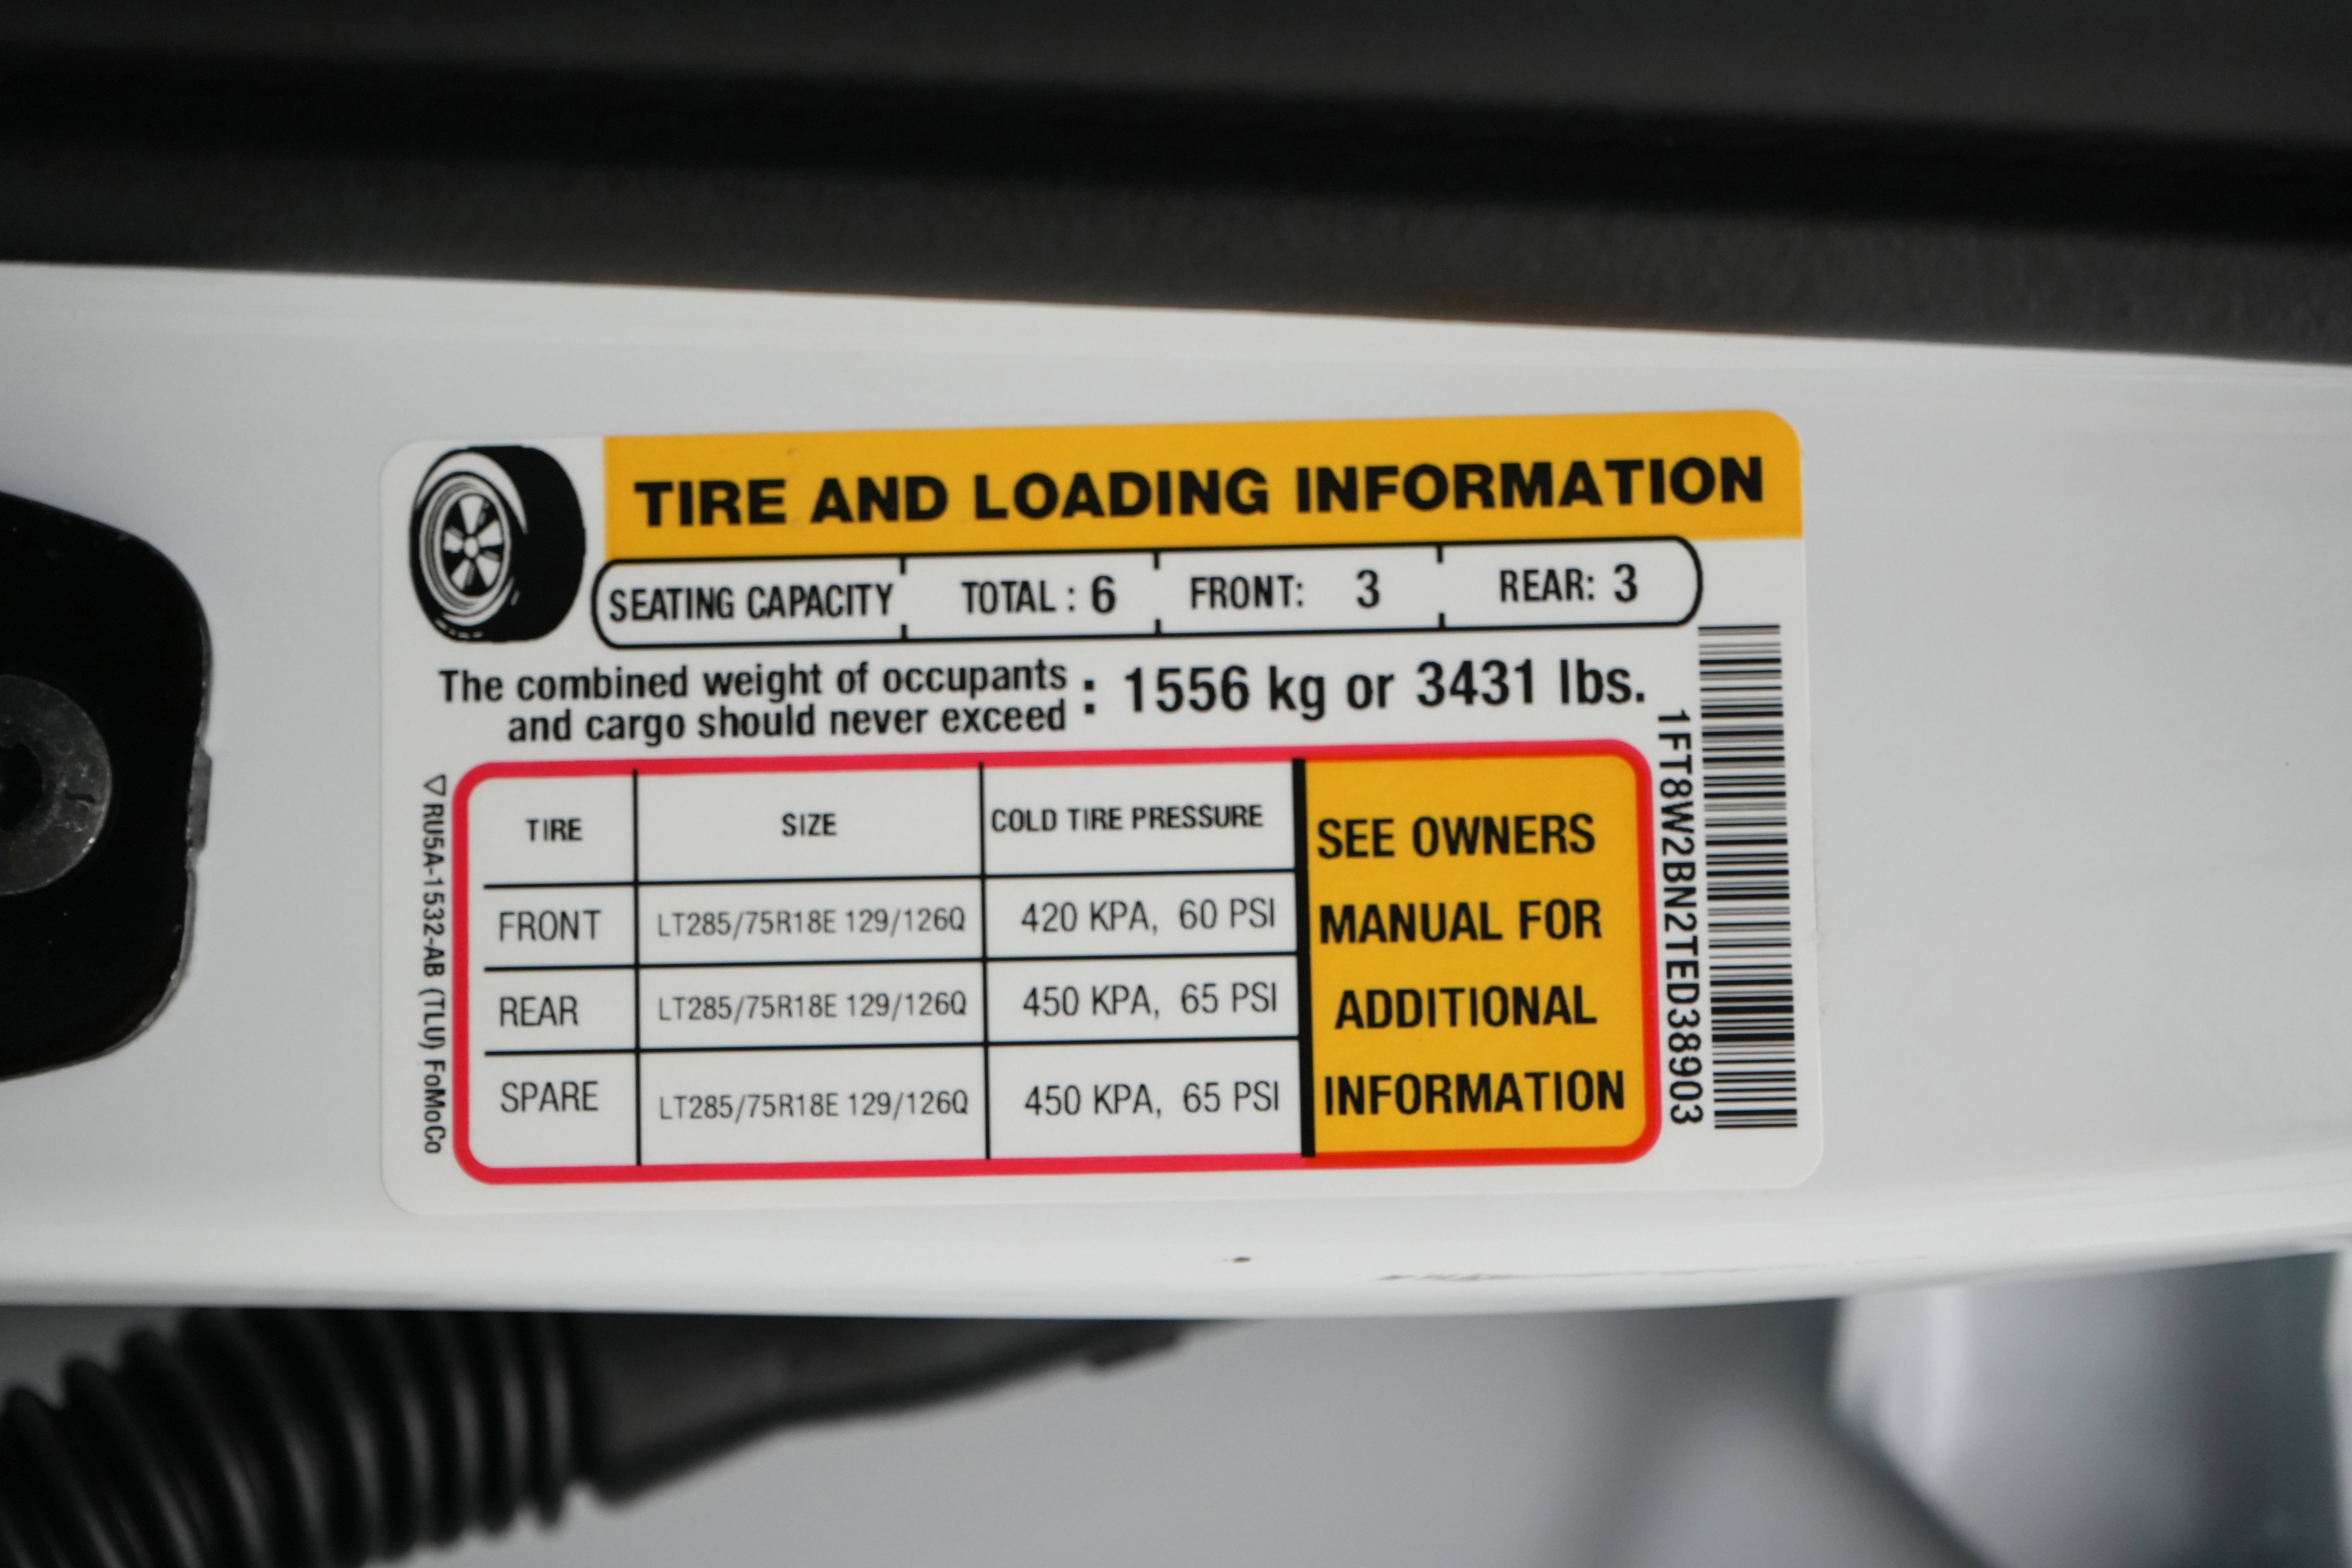 TIRE AND LOADING INFORMATION
SEATING CAPACITY TOTAL : 6 FRONT: 3 REAR: 3
The combined weight of occupants
and cargo should never exceed : 1556 kg or 3431 lbs.
TIRE SIZE COLD TIRE PRESSURE
FRONT LT285/75R18E 129/126Q 420 KPA, 60 PSI
REAR LT285/75R18E 129/126Q 450 KPA, 65 PSI
SPARE LT285/75R18E 129/126Q 450 KPA, 65 PSI
SEE OWNERS
MANUAL FOR
ADDITIONAL
INFORMATION
RU5A-1532-AB (TLU) FoMoCo
1FT8W2BN2TED38903